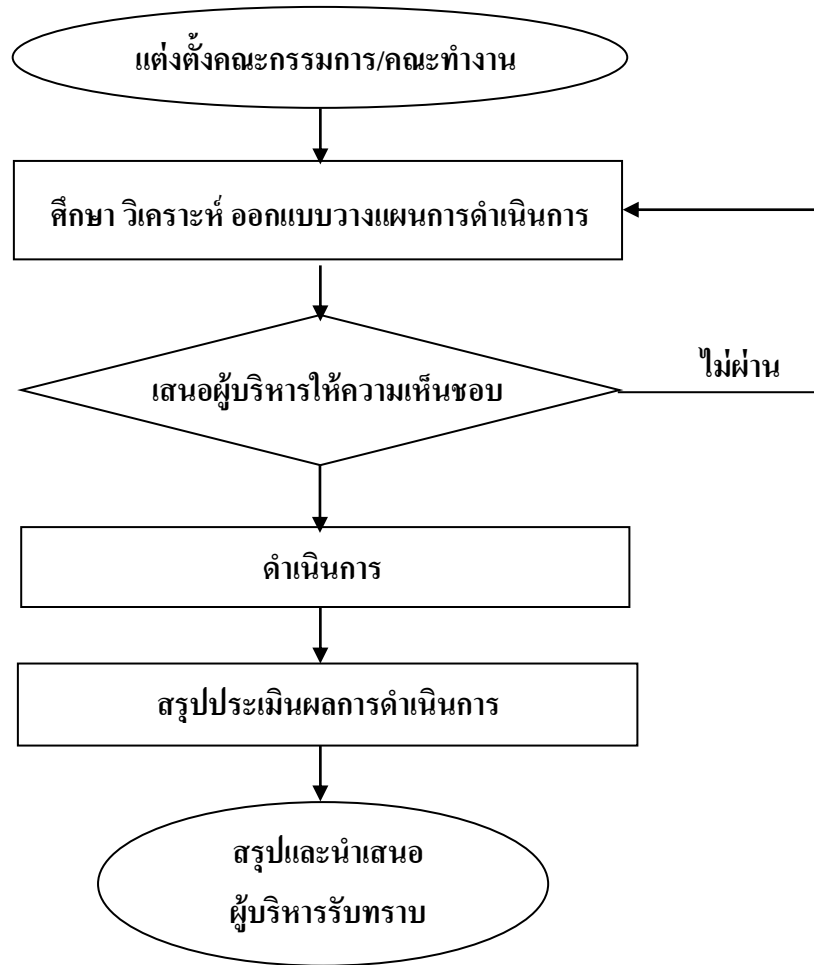 แต่งตั้งคณะกรรมการ/คณะทำงาน
ศึกษา วิเคราะห์ ออกแบบวางแผนการดำเนินการ
ไม่ผ่าน
เสนอผู้บริหารให้ความเห็นชอบ
ดำเนินการ
สรุปประเมินผลการดำเนินการ
สรุปและนำเสนอ
ผู้บริหารรับทราบ